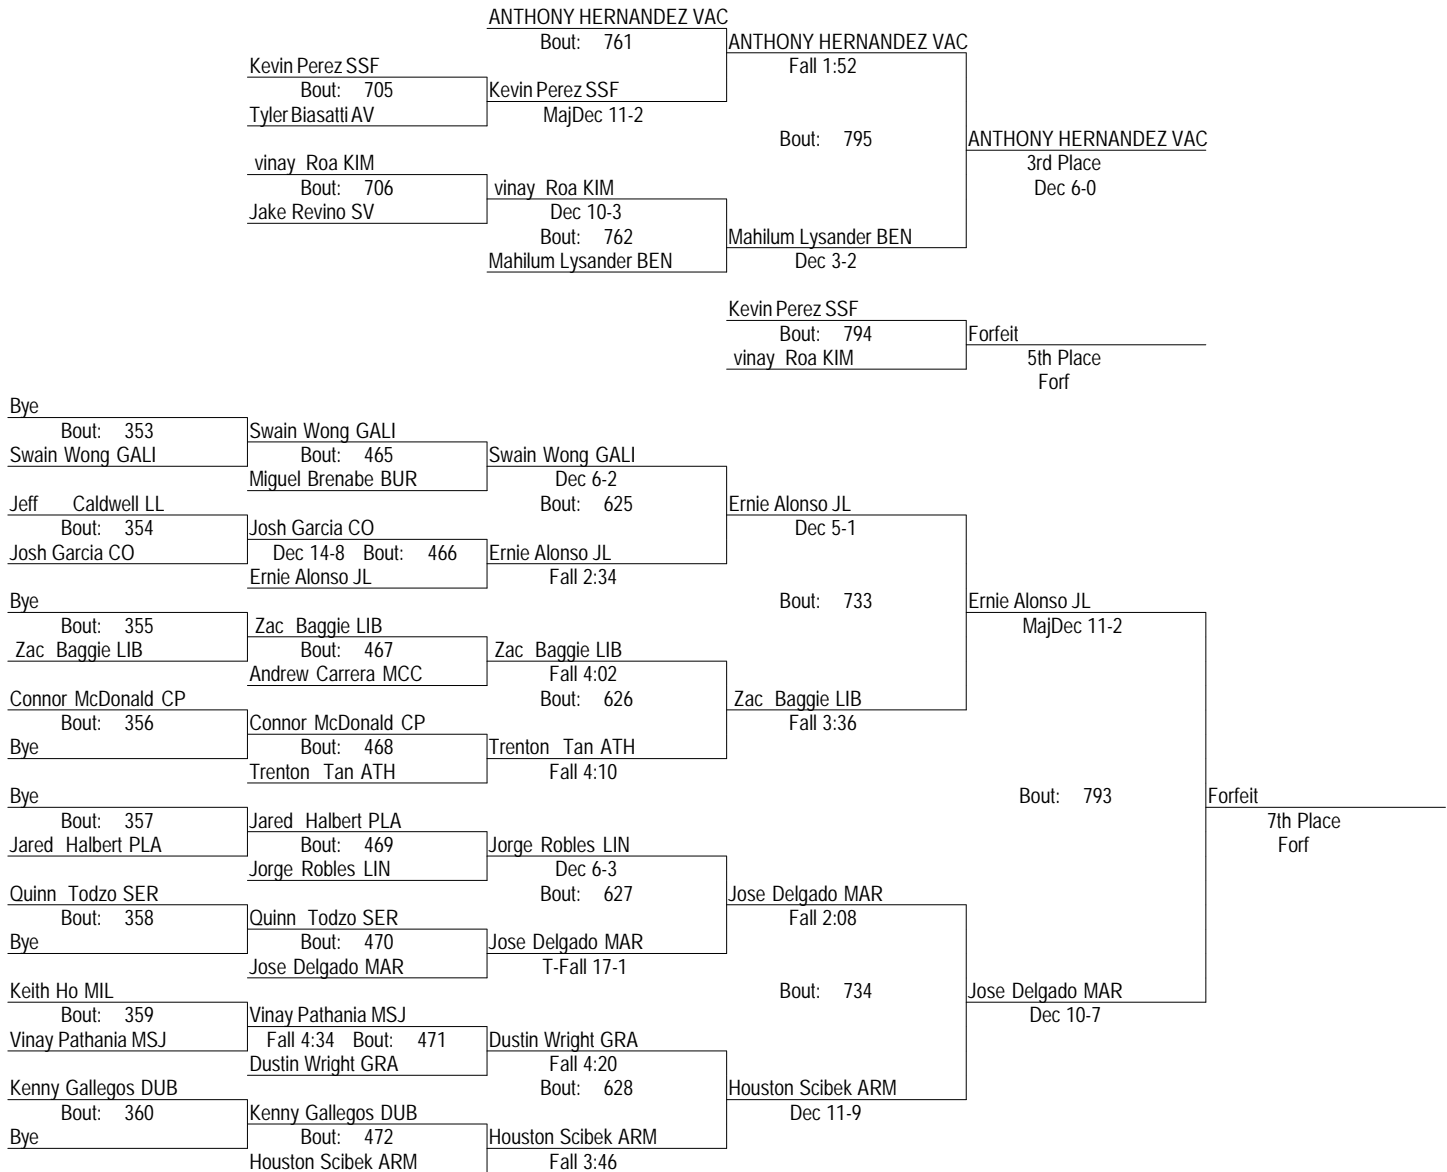 ANTHONY HERNANDEZ VAC
Bout: 761
ANTHONY HERNANDEZ VAC
Fall 1:52
Kevin Perez SSF
Bout: 705
Kevin Perez SSF
Tyler Biasatti AV
MajDec 11-2
Bout: 795
ANTHONY HERNANDEZ VAC
3rd Place
Dec 6-0
vinay Roa KIM
Bout: 706
vinay Roa KIM
Jake Revino SV
Dec 10-3
Bout: 762
Mahilum Lysander BEN
Mahilum Lysander BEN
Dec 3-2
Kevin Perez SSF
Bout: 794
Forfeit
vinay Roa KIM
5th Place
Forf
Bye
Bout: 353
Swain Wong GALI
Swain Wong GALI
Bout: 465
Swain Wong GALI
Miguel Brenabe BUR
Dec 6-2
Jeff Caldwell LL
Bout: 625
Ernie Alonso JL
Bout: 354
Josh Garcia CO
Dec 5-1
Josh Garcia CO
Dec 14-8 Bout: 466
Ernie Alonso JL
Ernie Alonso JL
Fall 2:34
Bye
Bout: 733
Ernie Alonso JL
Bout: 355
Zac Baggie LIB
MajDec 11-2
Zac Baggie LIB
Bout: 467
Zac Baggie LIB
Andrew Carrera MCC
Fall 4:02
Connor McDonald CP
Bout: 626
Zac Baggie LIB
Bout: 356
Connor McDonald CP
Fall 3:36
Bye
Bout: 468
Trenton Tan ATH
Trenton Tan ATH
Fall 4:10
Bye
Bout: 793
Forfeit
Bout: 357
Jared Halbert PLA
7th Place
Jared Halbert PLA
Bout: 469
Jorge Robles LIN
Forf
Jorge Robles LIN
Dec 6-3
Quinn Todzo SER
Bout: 627
Jose Delgado MAR
Bout: 358
Quinn Todzo SER
Fall 2:08
Bye
Bout: 470
Jose Delgado MAR
Jose Delgado MAR
T-Fall 17-1
Keith Ho MIL
Bout: 734
Jose Delgado MAR
Bout: 359
Vinay Pathania MSJ
Dec 10-7
Vinay Pathania MSJ
Fall 4:34 Bout: 471
Dustin Wright GRA
Dustin Wright GRA
Fall 4:20
Kenny Gallegos DUB
Bout: 628
Houston Scibek ARM
Bout: 360
Kenny Gallegos DUB
Dec 11-9
Bye
Bout: 472
Houston Scibek ARM
Houston Scibek ARM
Fall 3:46